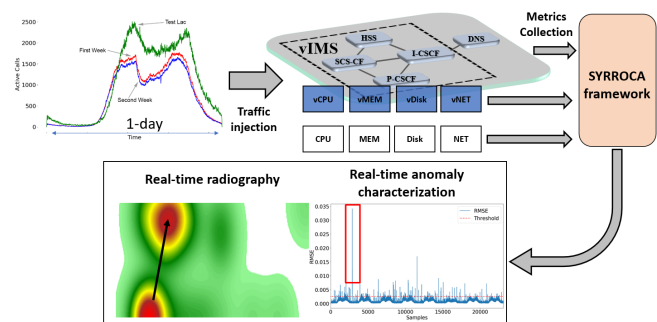 2500
2000
1500
1000
500
0
Active Calls
Test Lac
First Week
Second Week
1-day
Time
Traffic
injection
vIMS
HSS
DNS
I-CSCF
SCS-CF
P-CSCF
vCPU vMEM vDisk vNET
CPU MEM Disk NET
Metrics
Collection
SYRROCA
framework
Real-time radiography
Real-time anomaly
characterization
RMSE
Threshold
0.035
0.030
0.025
0.020
0.015
0.010
0.005
0.000
RMSE
0 5000 10000 15000 20000
Samples